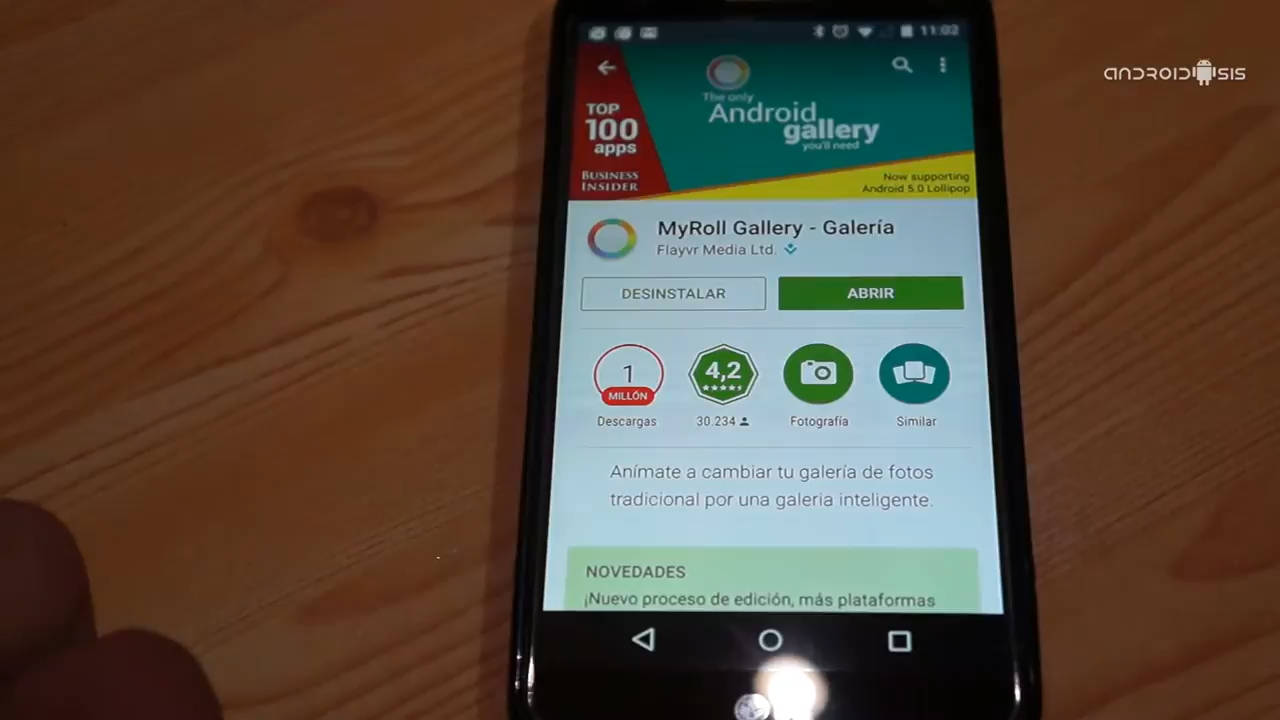 11:02
ANDROIDSIS
The only
Android
gallery
you'll need
TOP
100
apps
BUSINESS
INSIDER
Now supporting
Android 5.0 Lollipop
MyRoll Gallery - Galería
Flayvr Media Ltd.
DESINSTALAR
ABRIR
1
MILLÓN
Descargas
4,2
30.234
Fotografía
Similar
Anímate a cambiar tu galería de fotos
tradicional por una galeria inteligente.
NOVEDADES
¡Nuevo proceso de edición, más plataformas